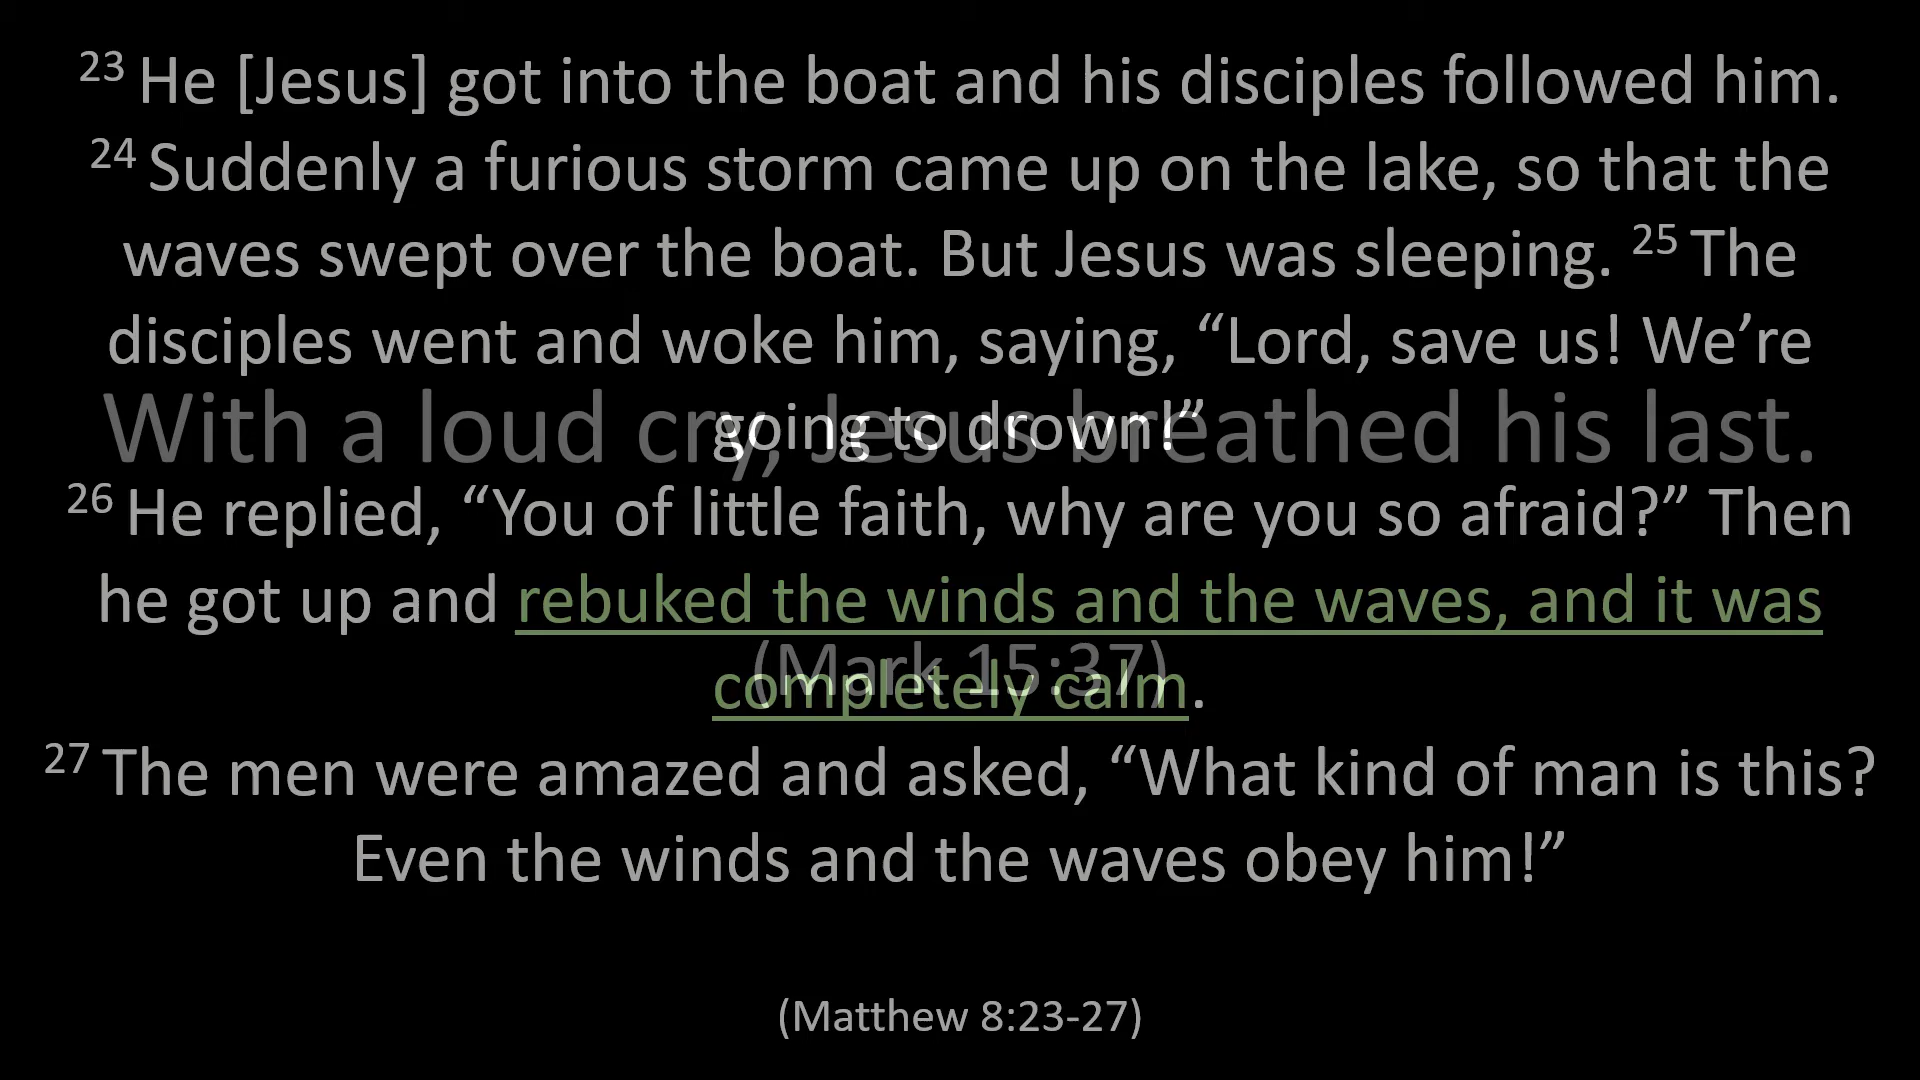 23 He [Jesus] got into the boat and his disciples followed him.
24 Suddenly a furious storm came up on the lake, so that the
waves swept over the boat. But Jesus was sleeping. 25 The
disciples went and woke him, saying, “Lord, save us! We’re
going to drown!“
With a loud cry, Jesus breathed his last.
26 He replied, “You of little faith, why are you so afraid?” Then
he got up and rebuked the winds and the waves, and it was
(Mark 15:37)
completely calm.
27 The men were amazed and asked, “What kind of man is this?
Even the winds and the waves obey him!”
(Matthew 8:23-27)